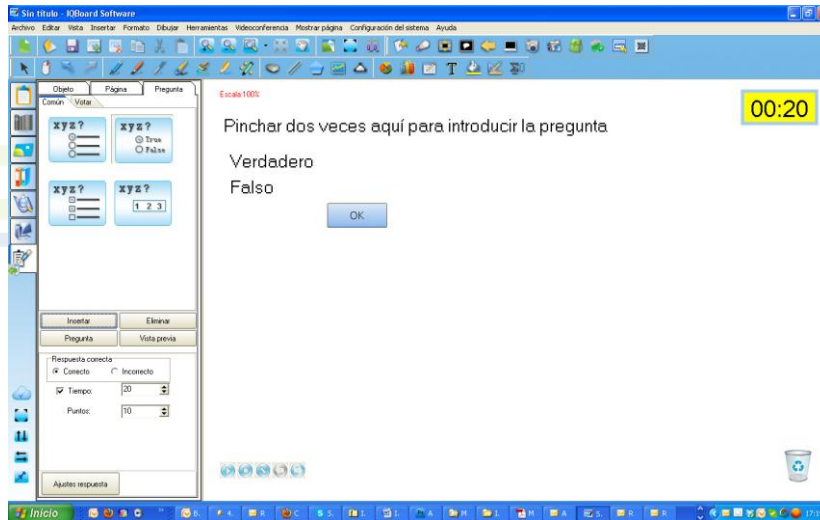 Sin título - IQBoard Software
Archivo Editar Vista Insertar Formato Dibujar Herramientas Videoconferencia Mostrar página Configuración del sistema Ayuda
Objeto Página Pregunta
Común Votar
xyz?
xyz?
True
False
xyz?
xyz?
1 2 3
Insertar Eliminar
Pregunta Vista previa
Respuesta correcta
Correcto Incorrecto
Tiempo: 20
Puntos: 10
Ajustes respuesta
Escala 100%
00:20
Pinchar dos veces aquí para introducir la pregunta
Verdadero
Falso
OK
Inicio